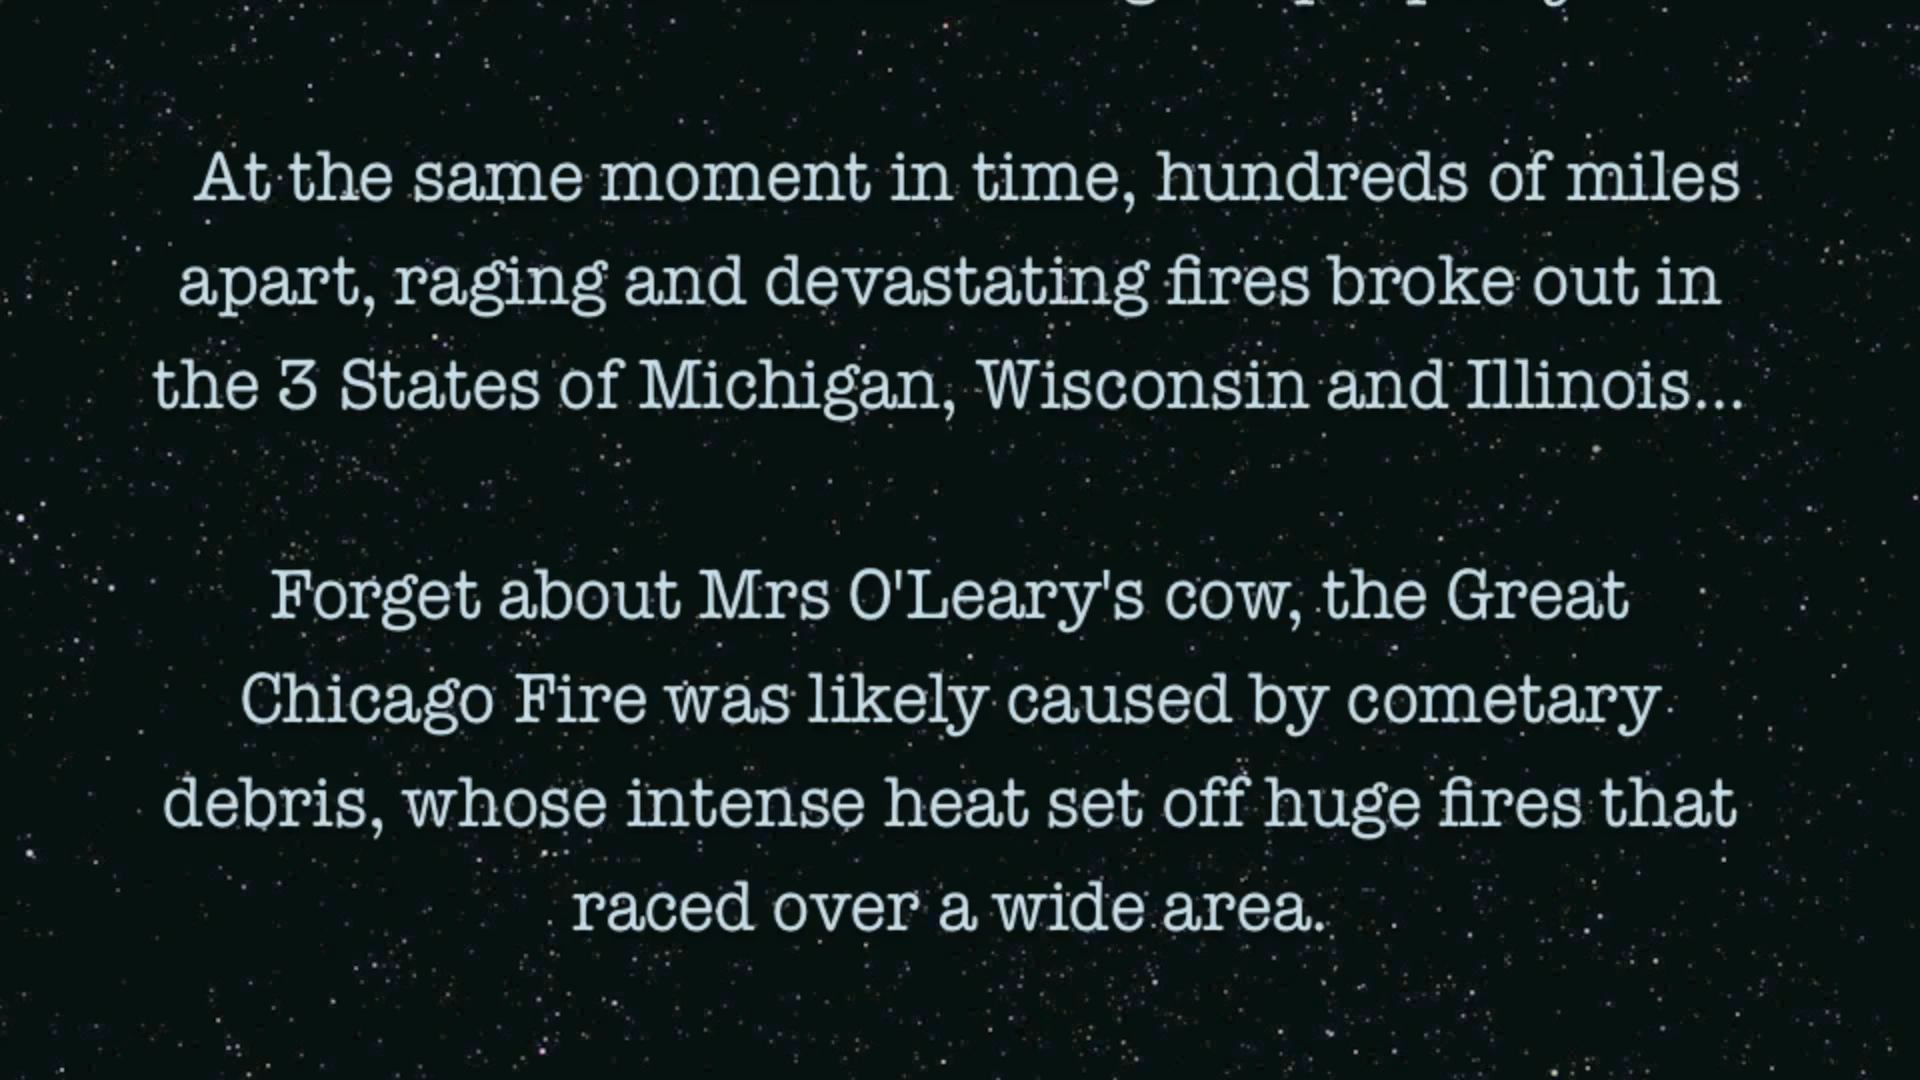 At the same moment in time, hundreds of miles
apart, raging and devastating fires broke out in
the 3 States of Michigan, Wisconsin and Illinois...
Forget about Mrs O'Leary's cow, the Great
Chicago Fire was likely caused by cometary
debris, whose intense heat set off huge fires that
raced over a wide area.